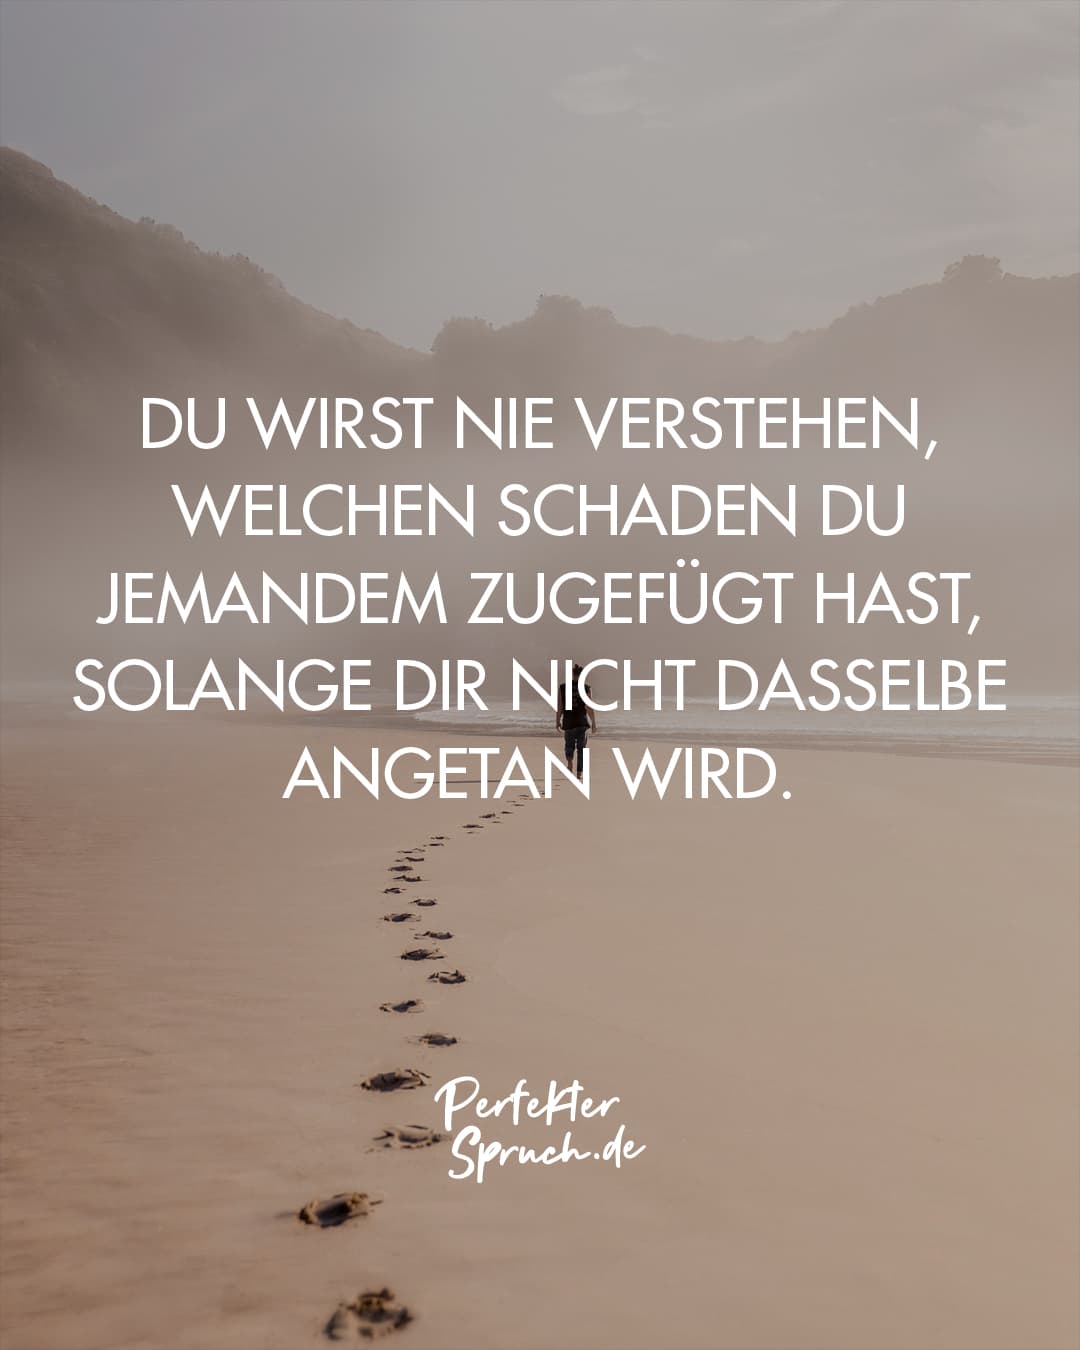 DU WIRST NIE VERSTEHEN,
WELCHEN SCHADEN DU
JEMANDEM ZUGEFÜGT HAST,
SOLANGE DIR NICHT DASSELBE
ANGETAN WIRD.
Perfekter
Spruch.de